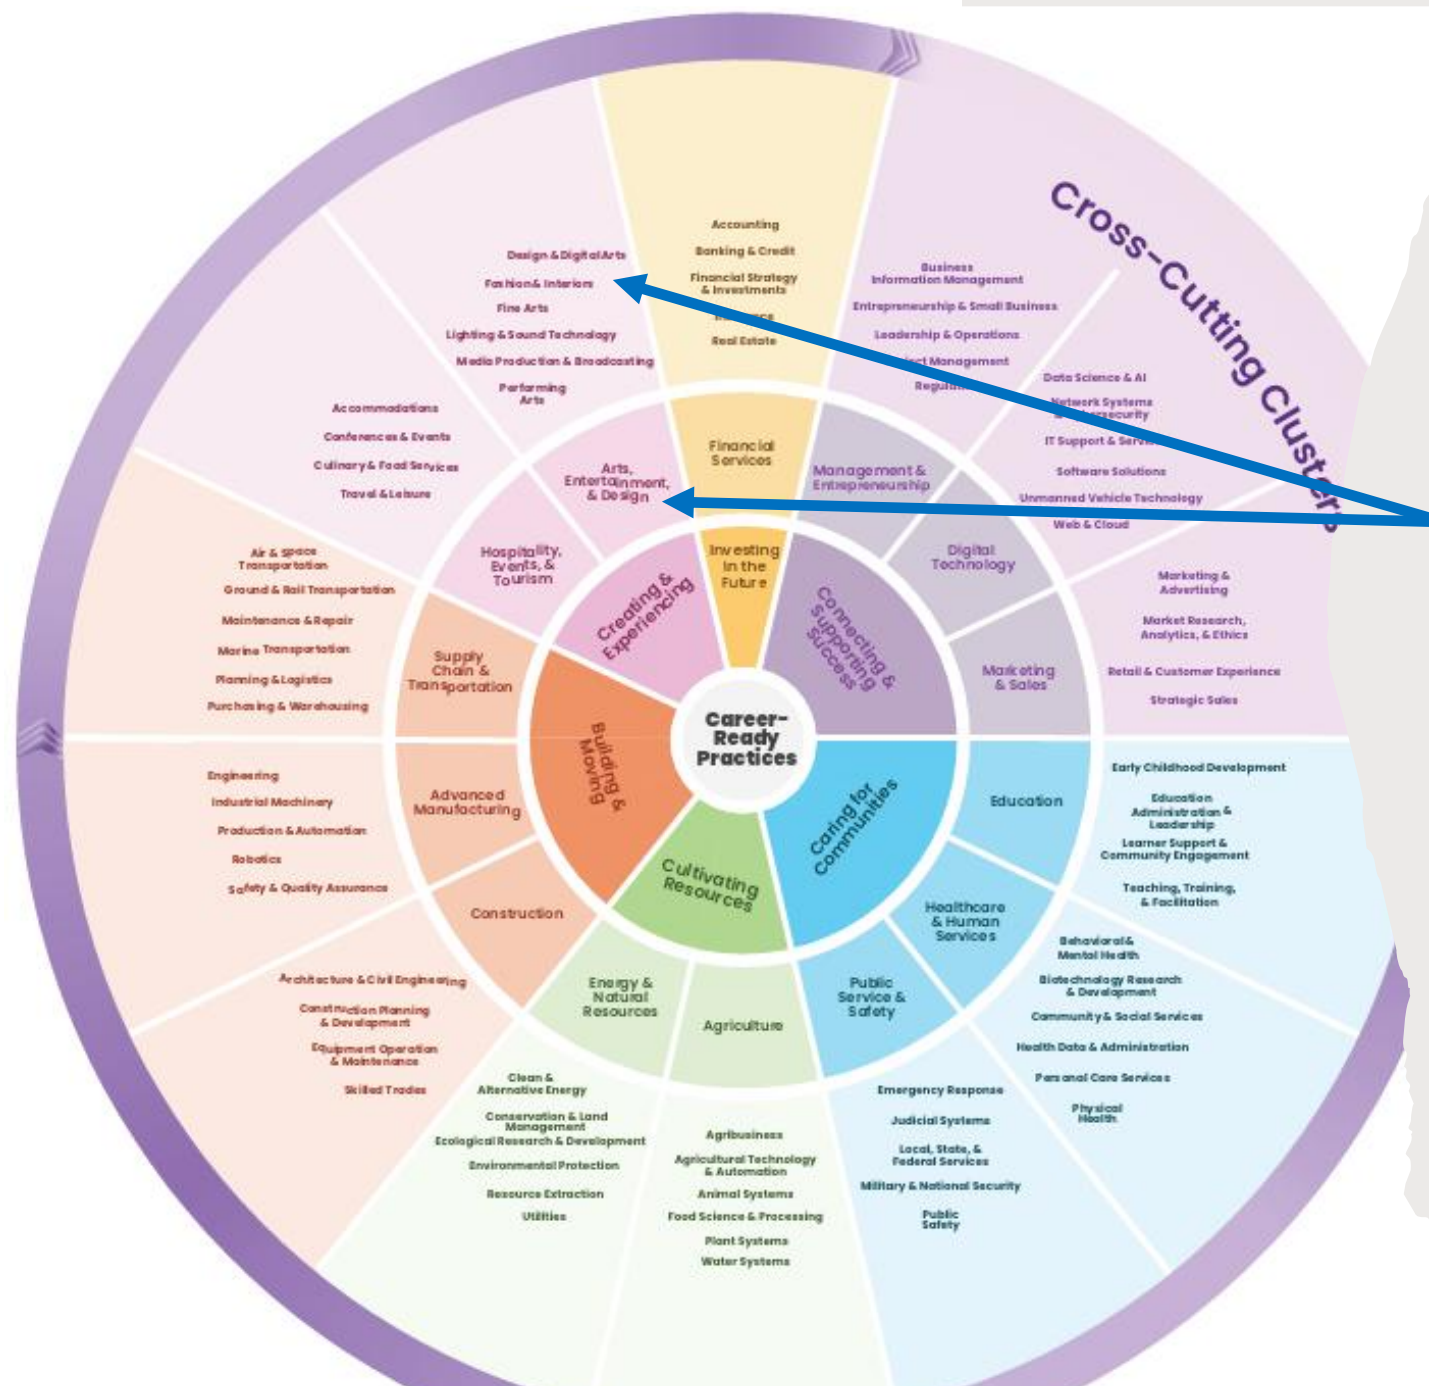 Cross-Cutting Clusters
Career-
Ready
Practices
Investing
in the
Future
Financial
Services
Accounting
Banking & Credit
Financial Strategy
& Investments
Real Estate
Connecting &
Supporting
Success
Management &
Entrepreneurship
Business
Information Management
Entrepreneurship & Small Business
Leadership & Operations
Management
Digital
Technology
Data Science & AI
Network Systems
IT Support &
Software Solutions
Unmanned Vehicle Technology
Web & Cloud
Marketing
& Sales
Marketing &
Advertising
Market Research,
Analytics, & Ethics
Retail & Customer Experience
Strategic Sales
Caring for
Communities
Education
Early Childhood Development
Education
Administration &
Leadership
Learner Support &
Community Engagement
Teaching, Training,
& Facilitation
Healthcare
& Human
Services
Behavioral &
Mental Health
Biotechnology Research
& Development
Community & Social Services
Health Data & Administration
Personal Care Services
Physical
Health
Public
Service &
Safety
Emergency Response
Judicial Systems
Local, State, &
Federal Services
Military & National Security
Public
Safety
Cultivating
Resources
Agriculture
Agribusiness
Agricultural Technology
& Automation
Animal Systems
Food Science & Processing
Plant Systems
Water Systems
Energy &
Natural
Resources
Clean &
Alternative Energy
Conservation & Land
Management
Ecological Research & Development
Environmental Protection
Resource Extraction
Utilities
Building &
Moving
Construction
Architecture & Civil Engineering
Construction Planning
& Development
Equipment Operation
& Maintenance
Skilled Trades
Advanced
Manufacturing
Engineering
Industrial Machinery
Production & Automation
Robotics
Safety & Quality Assurance
Supply
Chain &
Transportation
Air & Space
Transportation
Ground & Rail Transportation
Maintenance & Repair
Marine Transportation
Planning & Logistics
Purchasing & Warehousing
Creating &
Experiencing
Hospitality,
Events, &
Tourism
Accommodations
Conferences & Events
Culinary & Food Services
Travel & Leisure
Arts,
Entertainment,
& Design
Design & Digital Arts
Fashion & Interiors
Fine Arts
Lighting & Sound Technology
Media Production & Broadcasting
Performing
Arts